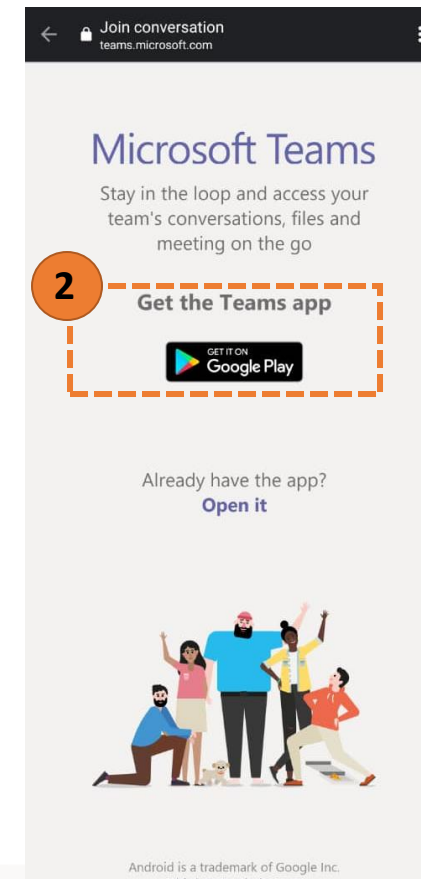 Join conversation
teams.microsoft.com
Microsoft Teams
Stay in the loop and access your
team's conversations, files and
meeting on the go
2
Get the Teams app
GET IT ON
Google Play
Already have the app?
Open it
Android is a trademark of Google Inc.